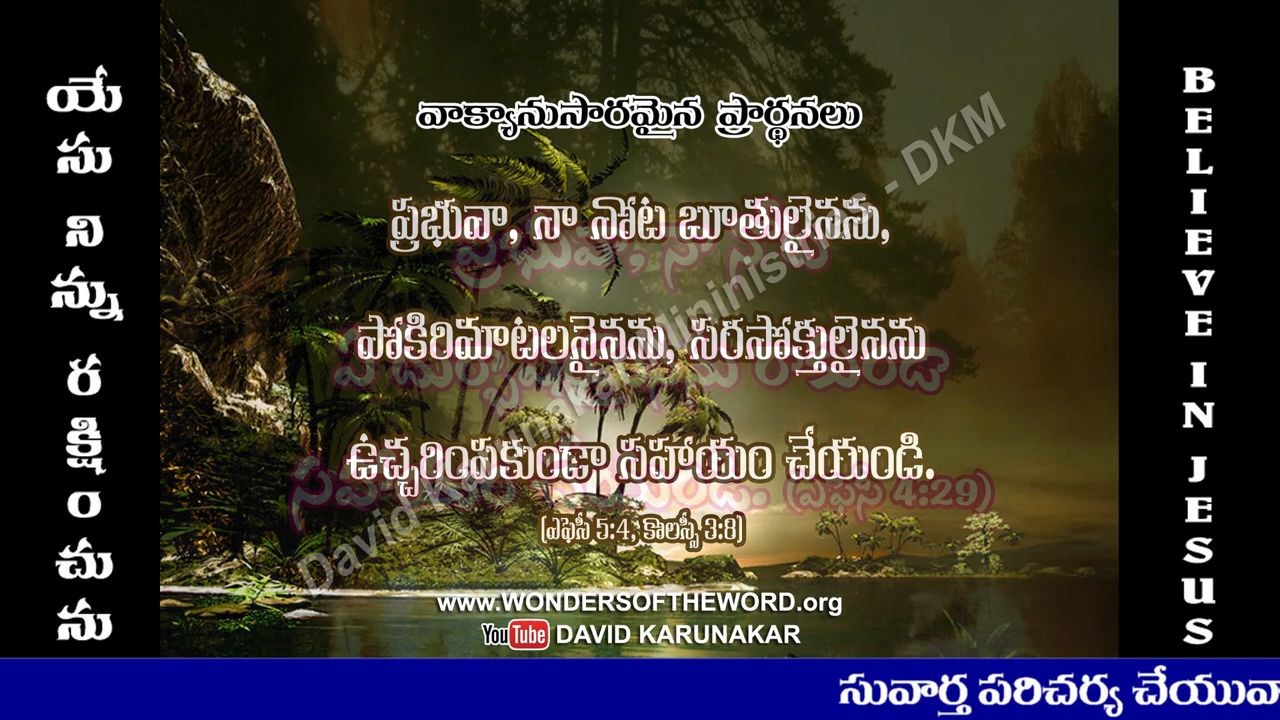 యేసు నిన్ను రక్షించును
వాక్యానుసారమైన ప్రార్థనలు
ప్రభువా, నా నోట బూతులైనను,
పోకిరిమాటలనైనను, సరసోక్తులైనను
ఉచ్చరింపకుండా సహాయం చేయండి.
(ఎఫెసీ 5:4, కొలస్సీ 3:8)
www.WONDERSOFTHEWORD.org
YouTube DAVID KARUNAKAR
BELIEVE IN JESUS
సువార్త పరిచర్య చేయువా